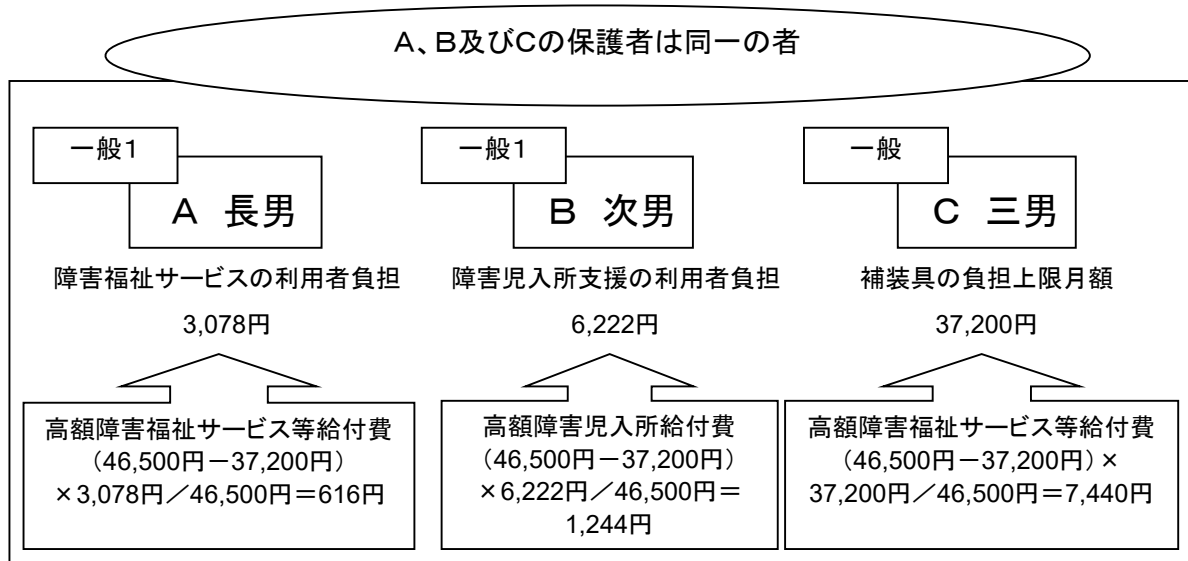 A、B及びCの保護者は同一の者
一般1
A 長男
障害福祉サービスの利用者負担
3,078円
高額障害福祉サービス等給付費
(46,500円-37,200円)
×3,078円/46,500円=616円
一般1
B 次男
障害児入所支援の利用者負担
6,222円
高額障害児入所給付費
(46,500円-37,200円)
×6,222円/46,500円=
1,244円
一般
C 三男
補装具の負担上限月額
37,200円
高額障害福祉サービス等給付費
(46,500円-37,200円)×
37,200円/46,500円=7,440円